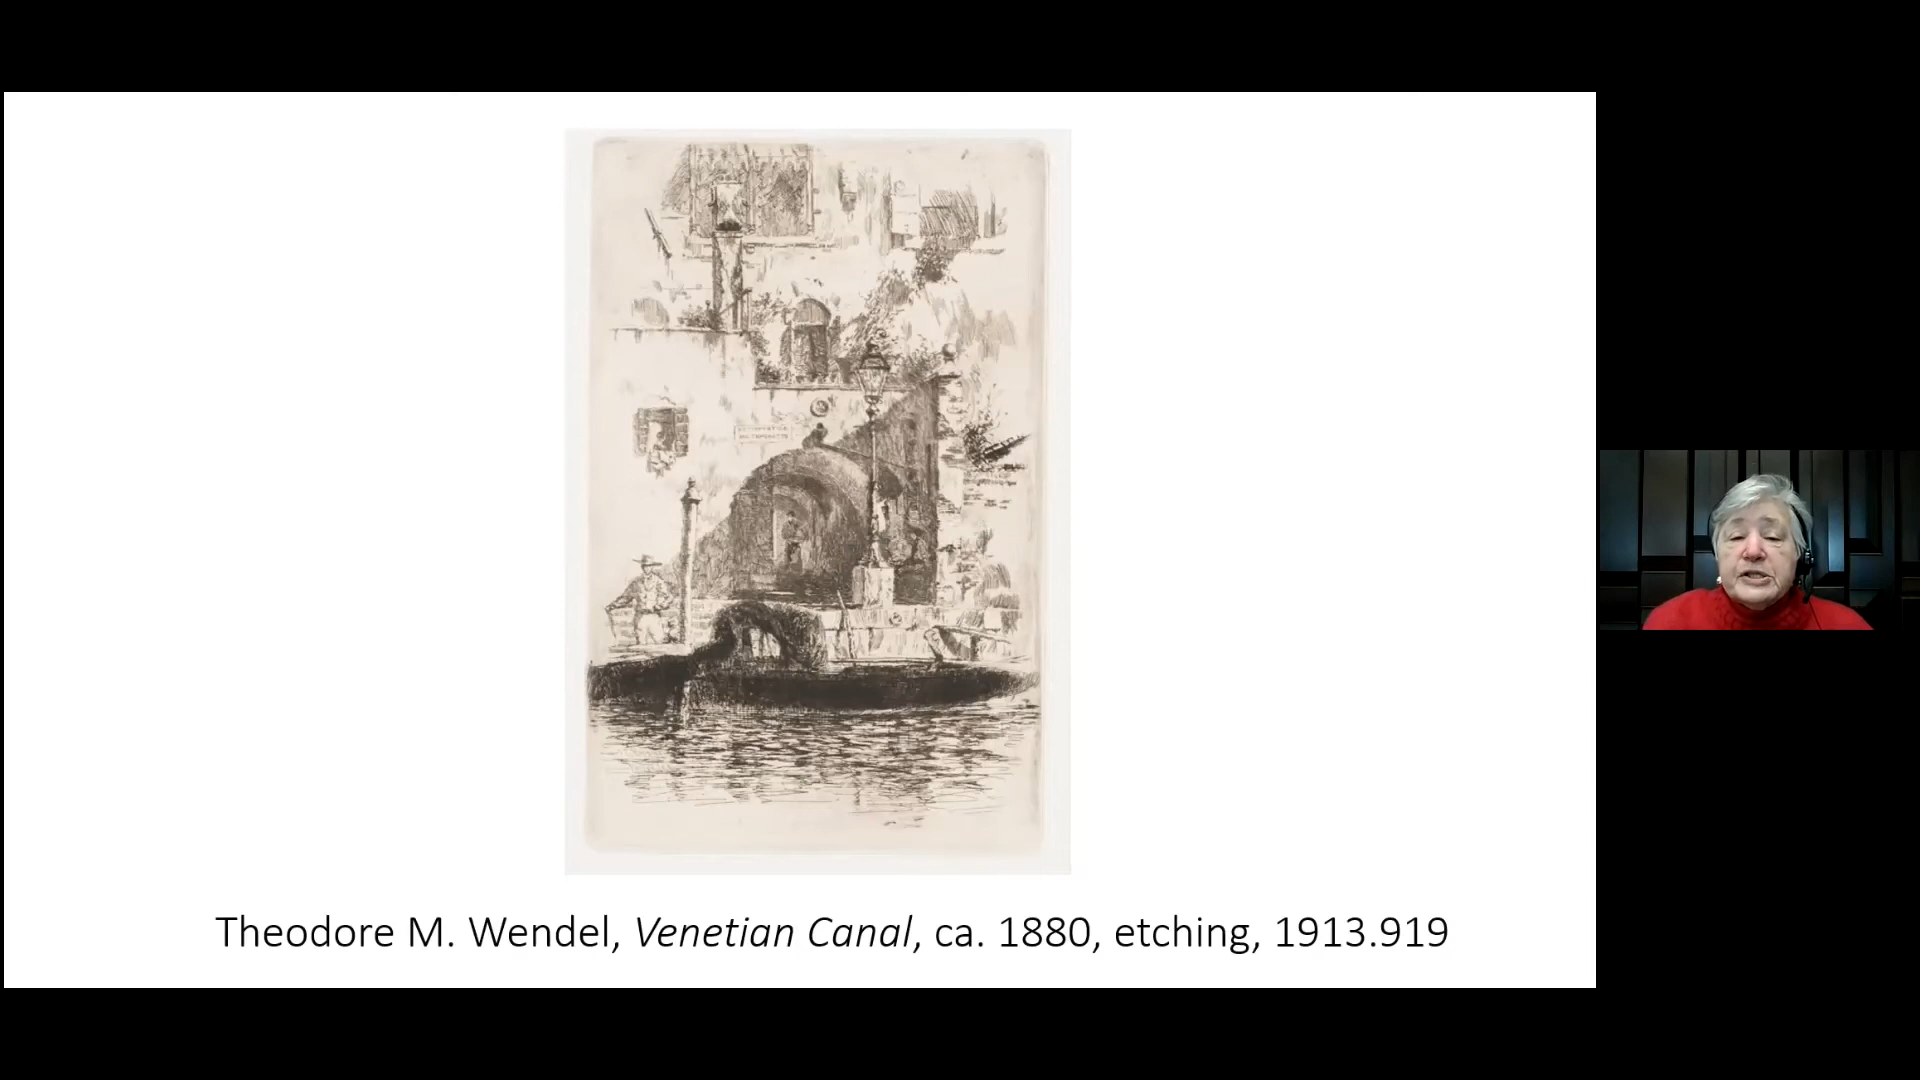 Theodore M. Wendel, Venetian Canal, ca. 1880, etching, 1913.919